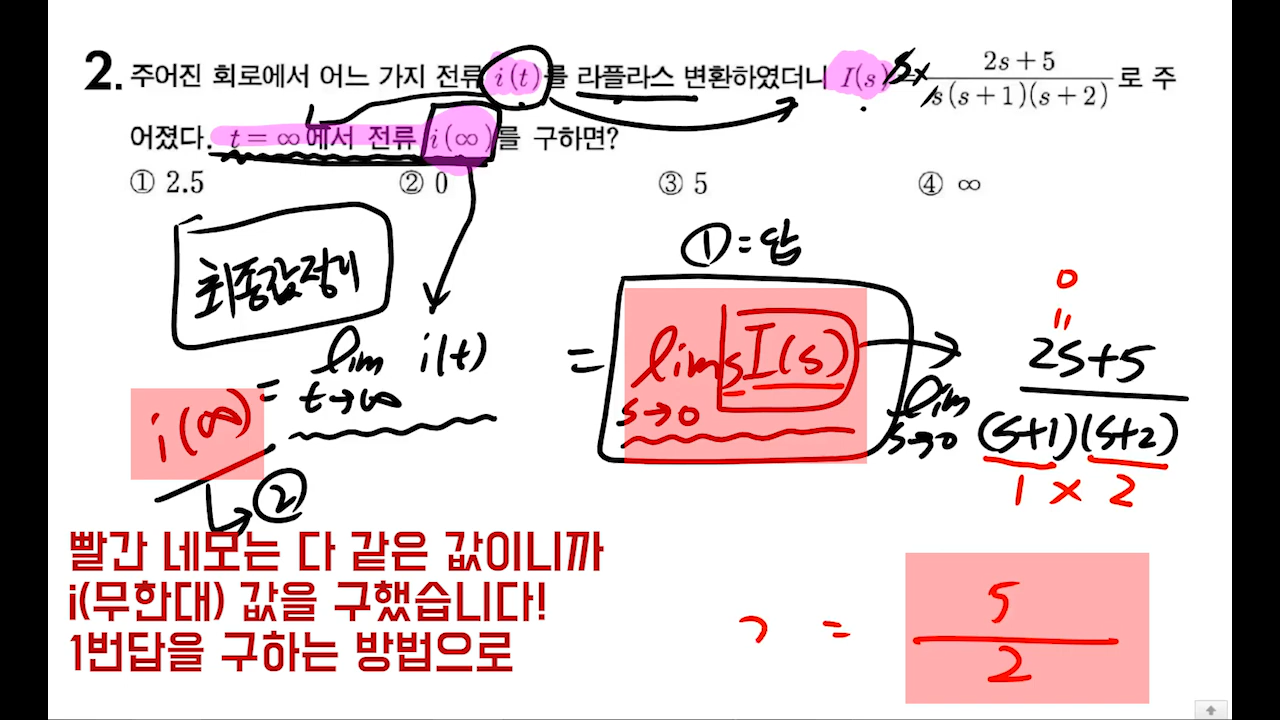 2. 주어진 회로에서 어느 가지 전류 i(t)를 라플라스 변환하였더니 I(s) s× 2s+5 / s(s+1)(s+2) 로 주
어졌다. t=∞에서 전류 i(∞)를 구하면?
① 2.5 ② 0 ③ 5 ④ ∞
최종값정리
①=답
i(∞) = lim t→∞ i(t) = lim s→0 sI(s)
→②
0
"
lim s→0 2s+5 / (s+1)(s+2)
1 × 2
빨간 네모는 다 같은 값이니까
i(무한대) 값을 구했습니다!
1번답을 구하는 방법으로
= 5 / 2